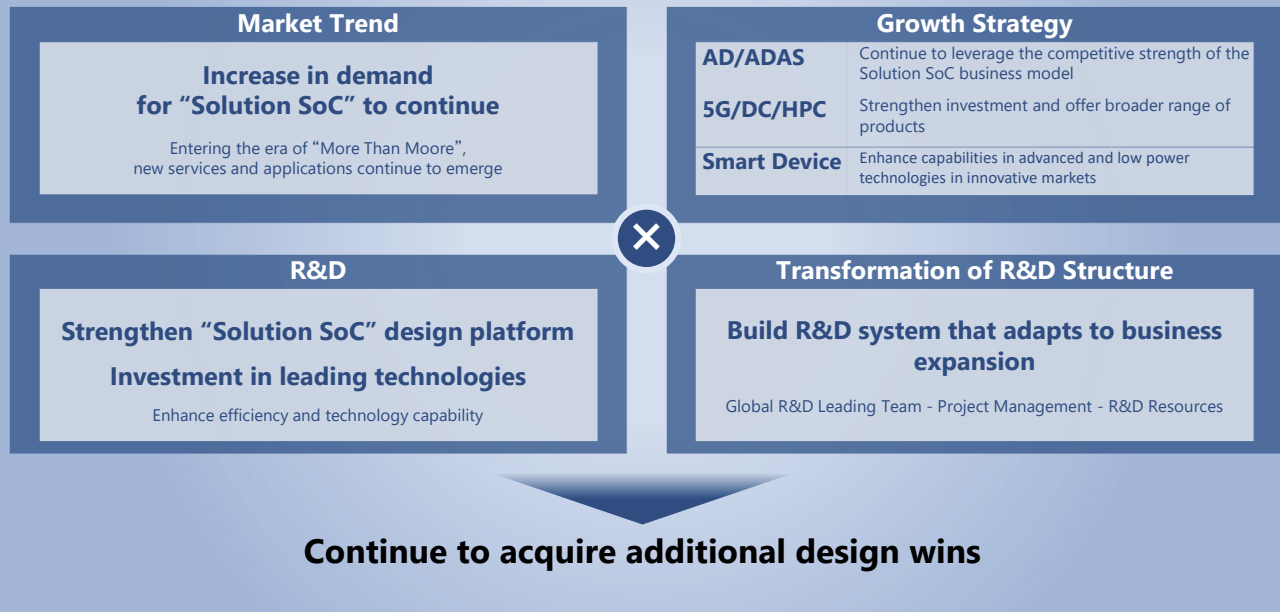 Market Trend
Increase in demand
for “Solution SoC” to continue
Entering the era of “More Than Moore”,
new services and applications continue to emerge
Growth Strategy
AD/ADAS
Continue to leverage the competitive strength of the
Solution SoC business model
5G/DC/HPC
Strengthen investment and offer broader range of
products
Smart Device
Enhance capabilities in advanced and low power
technologies in innovative markets
×
R&D
Strengthen “Solution SoC” design platform
Investment in leading technologies
Enhance efficiency and technology capability
Transformation of R&D Structure
Build R&D system that adapts to business
expansion
Global R&D Leading Team - Project Management - R&D Resources
Continue to acquire additional design wins